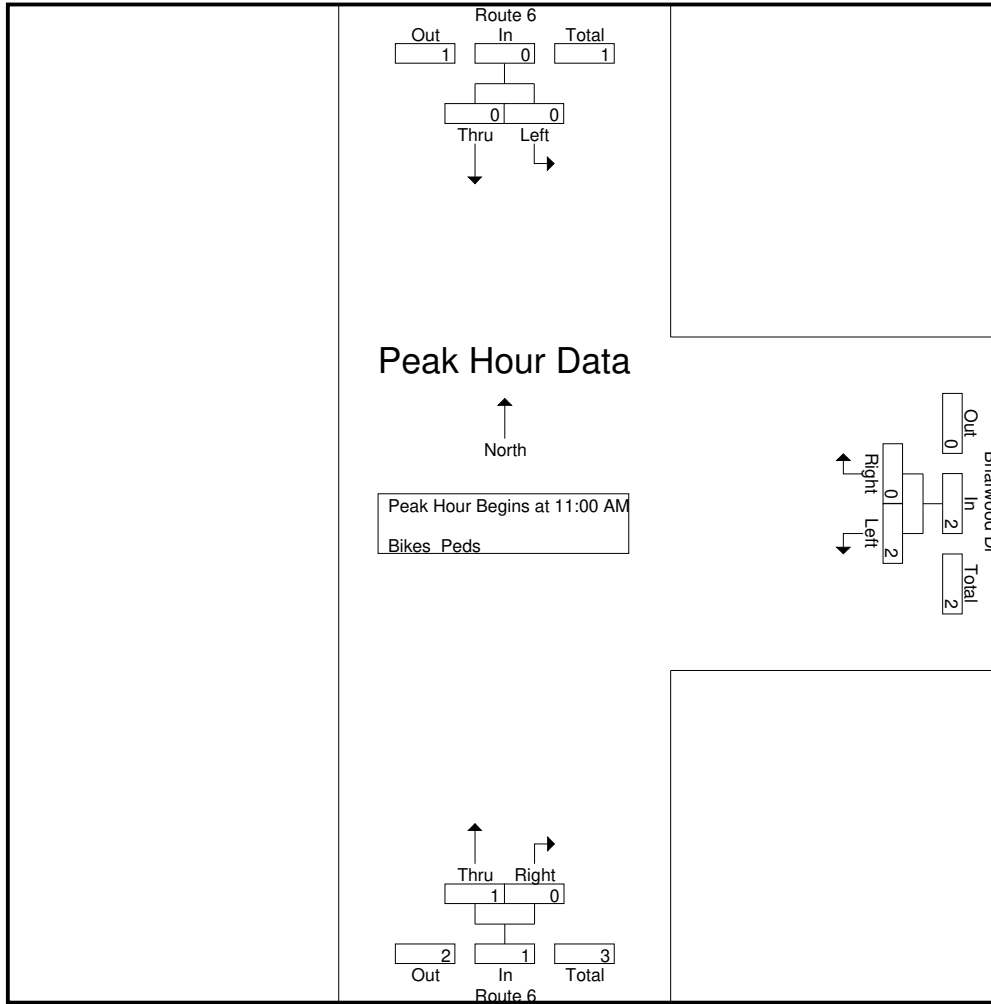 Route 6
Out In Total
1 0 1
0 0
Thru Left
Peak Hour Data
North
Peak Hour Begins at 11:00 AM
Bikes Peds
Out In Total
0 2 2
0 2
Right Left
Thru Right
1 0
2 1 3
Out In Total
Route 6